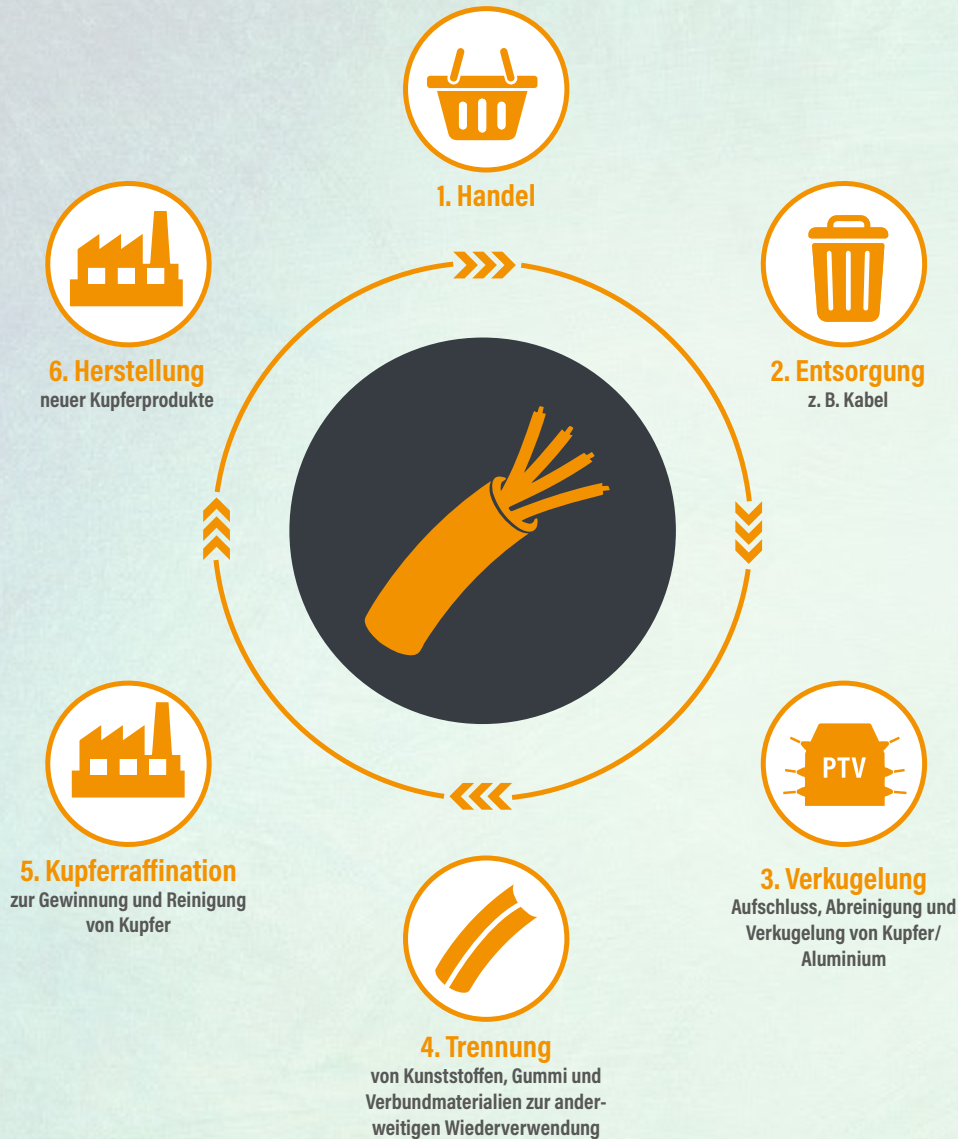 1. Handel
2. Entsorgung
z. B. Kabel
PTV
3. Verkugelung
Aufschluss, Abreinigung und
Verkugelung von Kupfer/
Aluminium
4. Trennung
von Kunststoffen, Gummi und
Verbundmaterialien zur ander-
weitigen Wiederverwendung
5. Kupferraffination
zur Gewinnung und Reinigung
von Kupfer
6. Herstellung
neuer Kupferprodukte